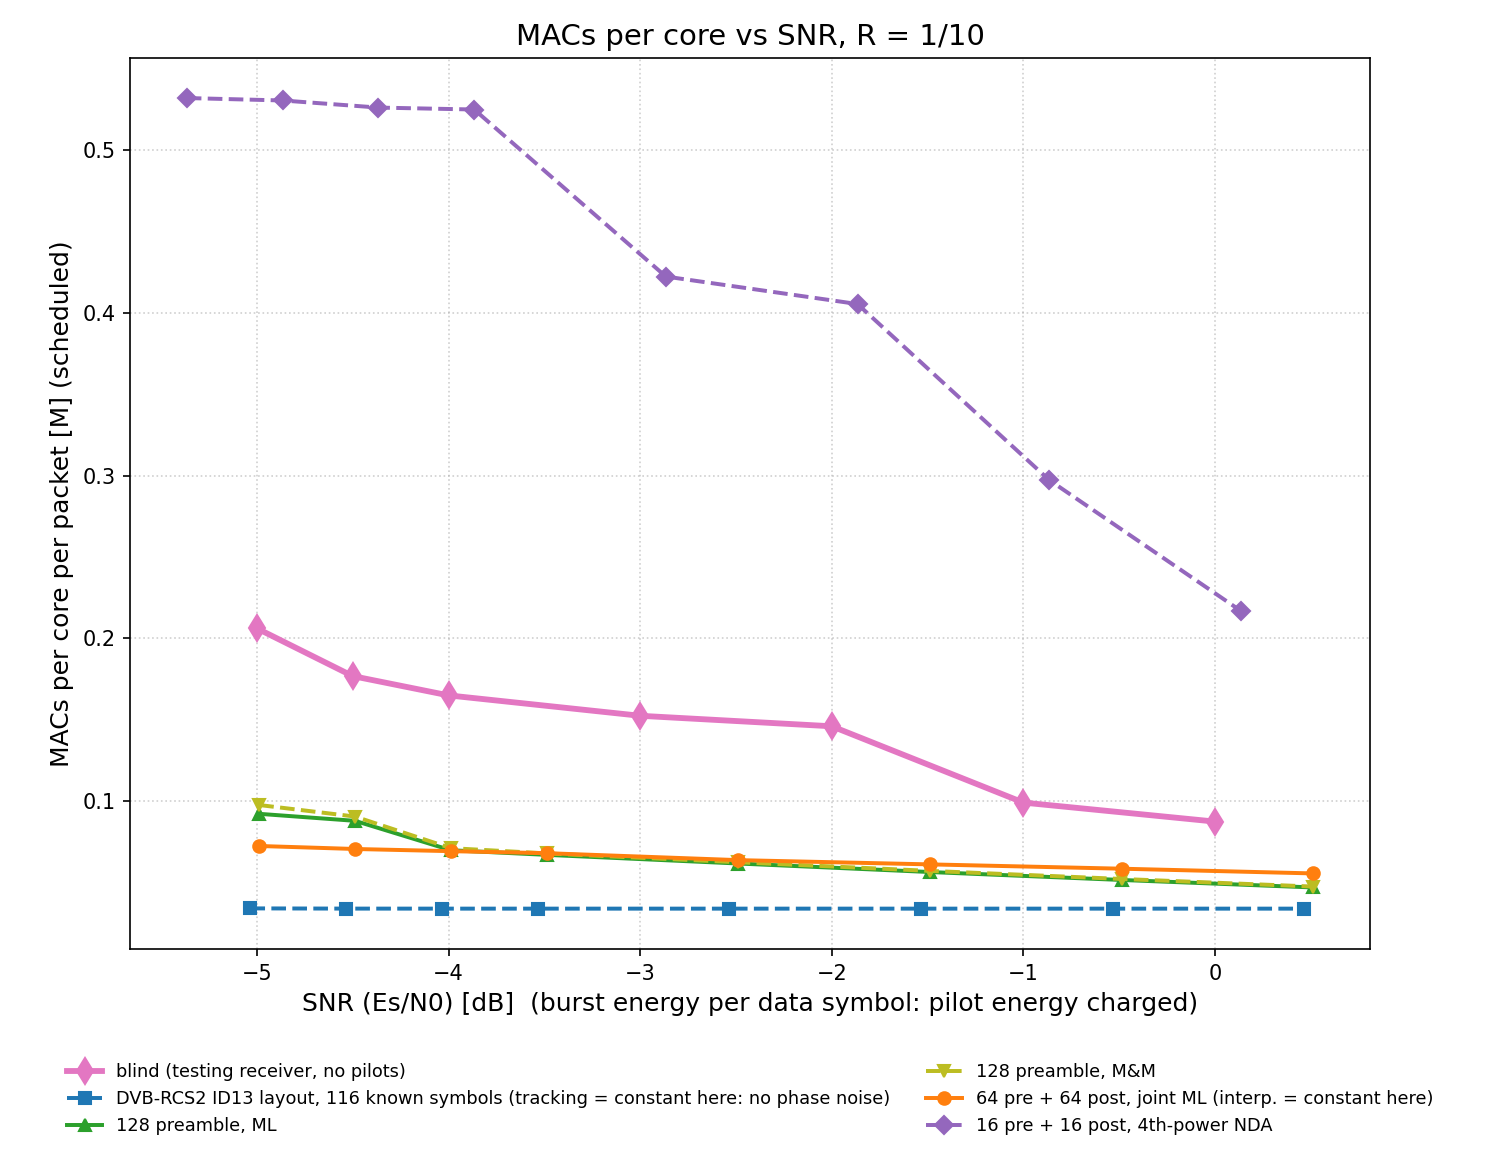 MACs per core vs SNR, R = 1/10
MACs per core per packet [M] (scheduled)
0.5
0.4
0.3
0.2
0.1
−5
−4
−3
−2
−1
0
SNR (Es/N0) [dB]  (burst energy per data symbol: pilot energy charged)
blind (testing receiver, no pilots)
DVB-RCS2 ID13 layout, 116 known symbols (tracking = constant here: no phase noise)
128 preamble, ML
128 preamble, M&M
64 pre + 64 post, joint ML (interp. = constant here)
16 pre + 16 post, 4th-power NDA